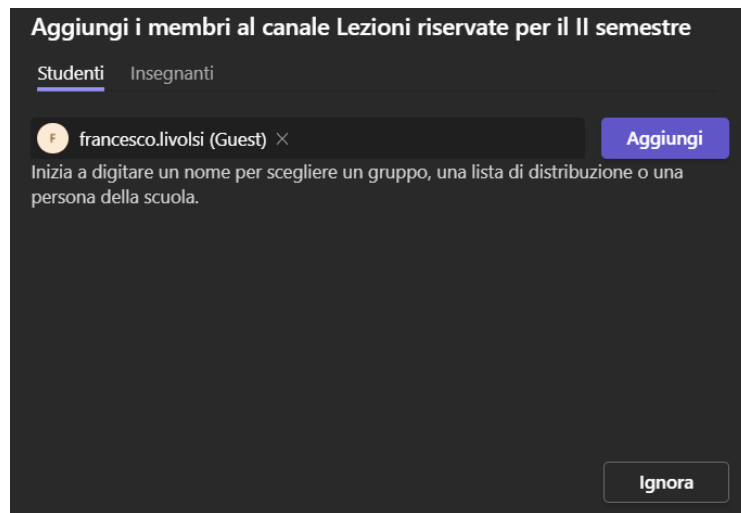 Aggiungi i membri al canale Lezioni riservate per il II semestre
Studenti Insegnanti
F francesco.livolsi (Guest) Aggiungi
Inizia a digitare un nome per scegliere un gruppo, una lista di distribuzione o una
persona della scuola.
Ignora